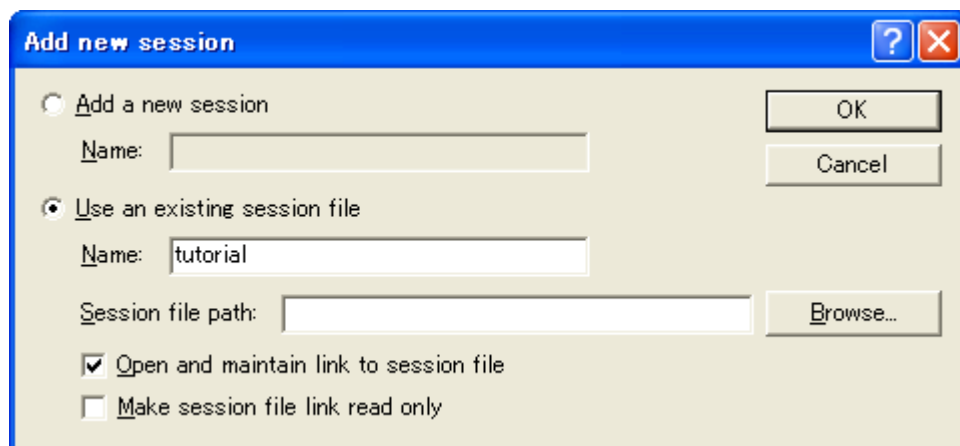 Add new session
Add a new session
OK
Name:
Cancel
Use an existing session file
Name: tutorial
Session file path:
Browse...
Open and maintain link to session file
Make session file link read only